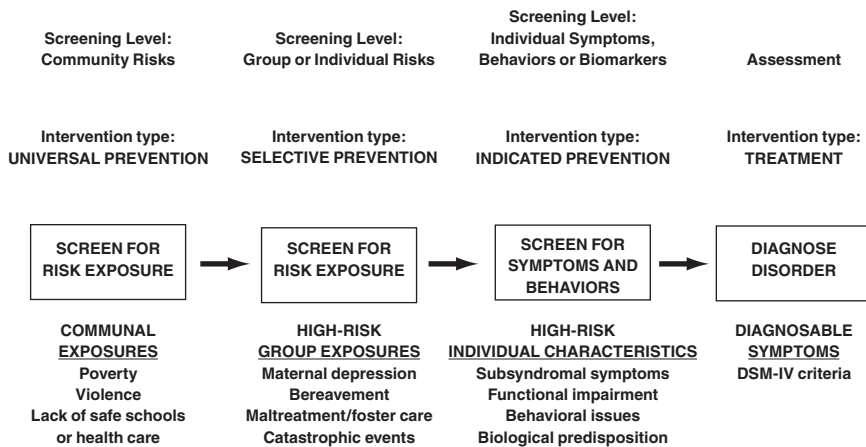 Screening Level:
Community Risks
Screening Level:
Group or Individual Risks
Screening Level:
Individual Symptoms,
Behaviors or Biomarkers
Assessment
Intervention type:
UNIVERSAL PREVENTION
Intervention type:
SELECTIVE PREVENTION
Intervention type:
INDICATED PREVENTION
Intervention type:
TREATMENT
SCREEN FOR
RISK EXPOSURE
SCREEN FOR
RISK EXPOSURE
SCREEN FOR
SYMPTOMS AND
BEHAVIORS
DIAGNOSE
DISORDER
COMMUNAL
EXPOSURES
Poverty
Violence
Lack of safe schools
or health care
HIGH-RISK
GROUP EXPOSURES
Maternal depression
Bereavement
Maltreatment/foster care
Catastrophic events
HIGH-RISK
INDIVIDUAL CHARACTERISTICS
Subsyndromal symptoms
Functional impairment
Behavioral issues
Biological predisposition
DIAGNOSABLE
SYMPTOMS
DSM-IV criteria